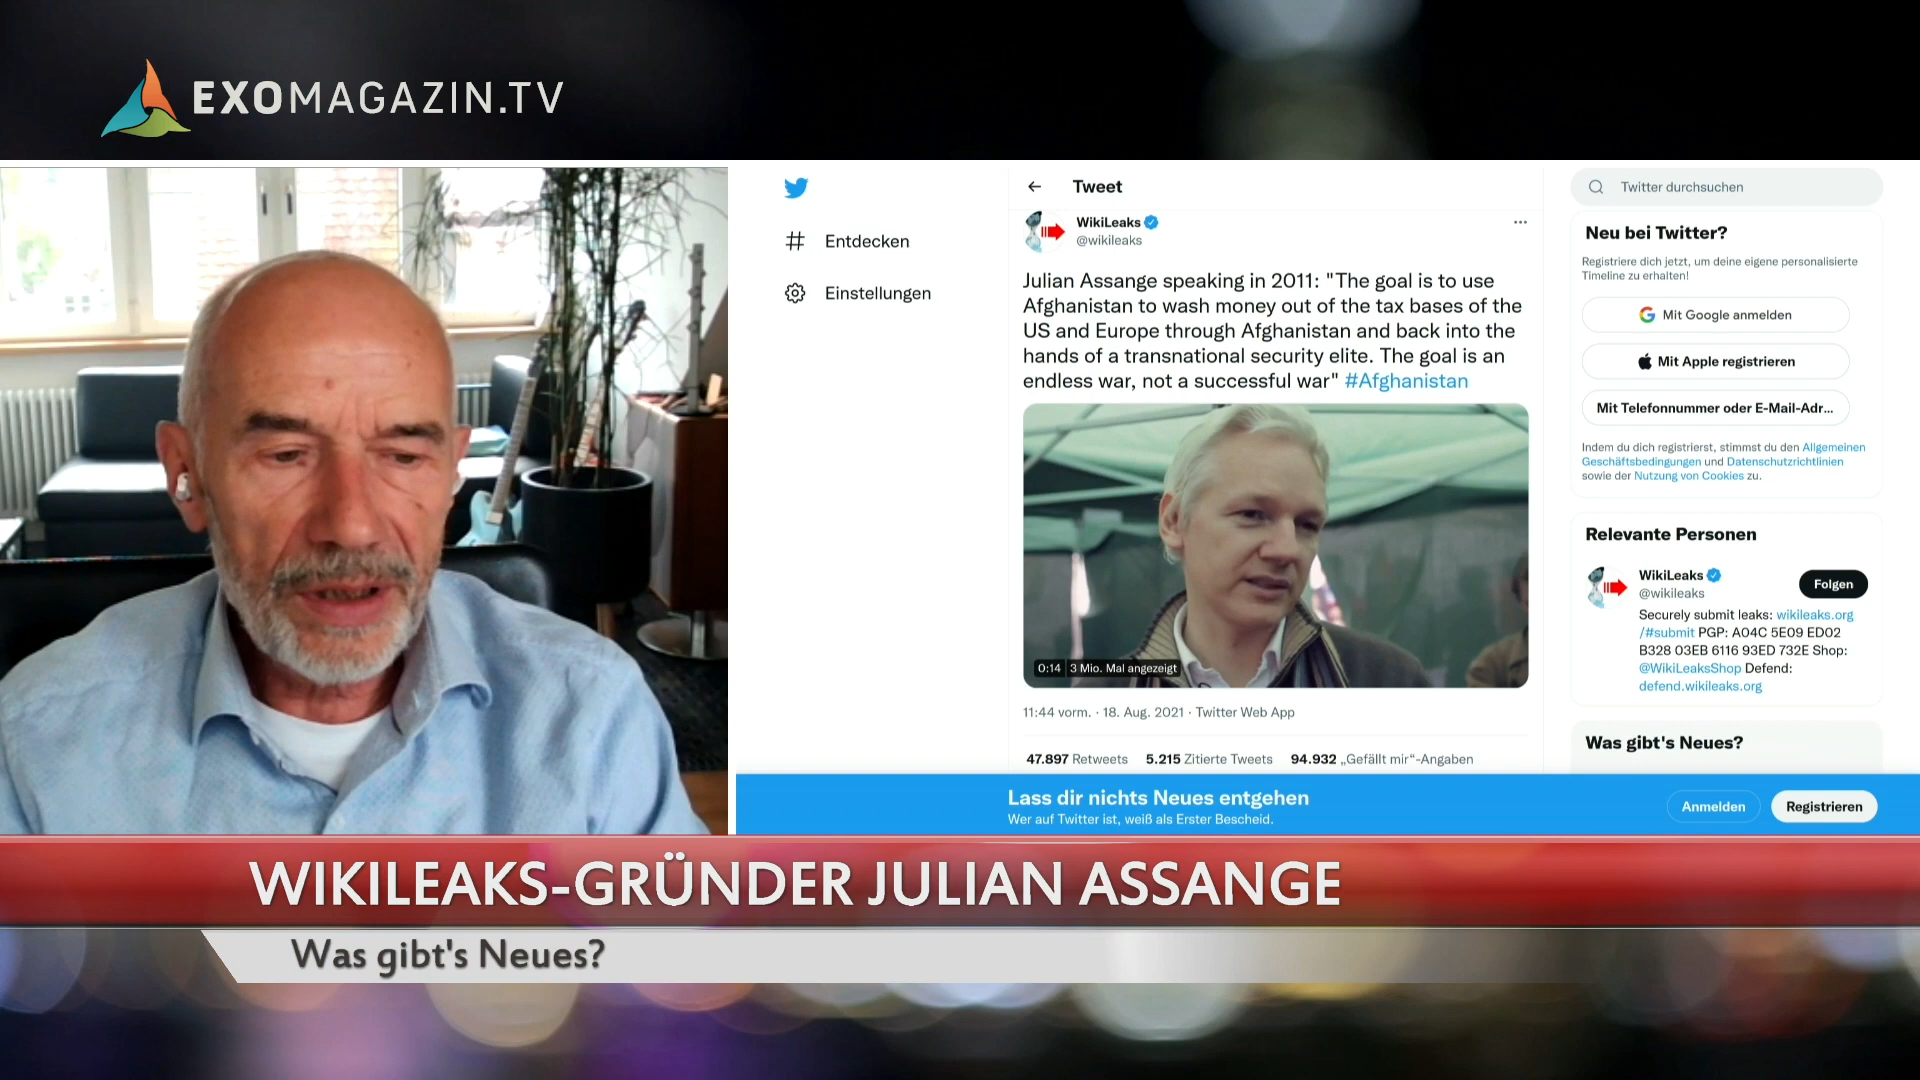 EXOMAGAZIN.TV
Entdecken
Einstellungen
Tweet
WikiLeaks
@wikileaks
Julian Assange speaking in 2011: "The goal is to use
Afghanistan to wash money out of the tax bases of the
US and Europe through Afghanistan and back into the
hands of a transnational security elite. The goal is an
endless war, not a successful war" #Afghanistan
0:14 3 Mio. Mal angezeigt
11:44 vorm. · 18. Aug. 2021 · Twitter Web App
47.897 Retweets 5.215 Zitierte Tweets 94.932 „Gefällt mir“-Angaben
Twitter durchsuchen
Neu bei Twitter?
Registriere dich jetzt, um deine eigene personalisierte
Timeline zu erhalten!
Mit Google anmelden
Mit Apple registrieren
Mit Telefonnummer oder E-Mail-Adr...
Indem du dich registrierst, stimmst du den Allgemeinen
Geschäftsbedingungen und Datenschutzrichtlinien
sowie der Nutzung von Cookies zu.
Relevante Personen
WikiLeaks
@wikileaks
Folgen
Securely submit leaks: wikileaks.org
/#submit PGP: A04C 5E09 ED02
B328 03EB 6116 93ED 732E Shop:
@WikiLeaksShop Defend:
defend.wikileaks.org
Was gibt's Neues?
Lass dir nichts Neues entgehen
Wer auf Twitter ist, weiß als Erster Bescheid.
Anmelden
Registrieren
WIKILEAKS-GRÜNDER JULIAN ASSANGE
Was gibt's Neues?